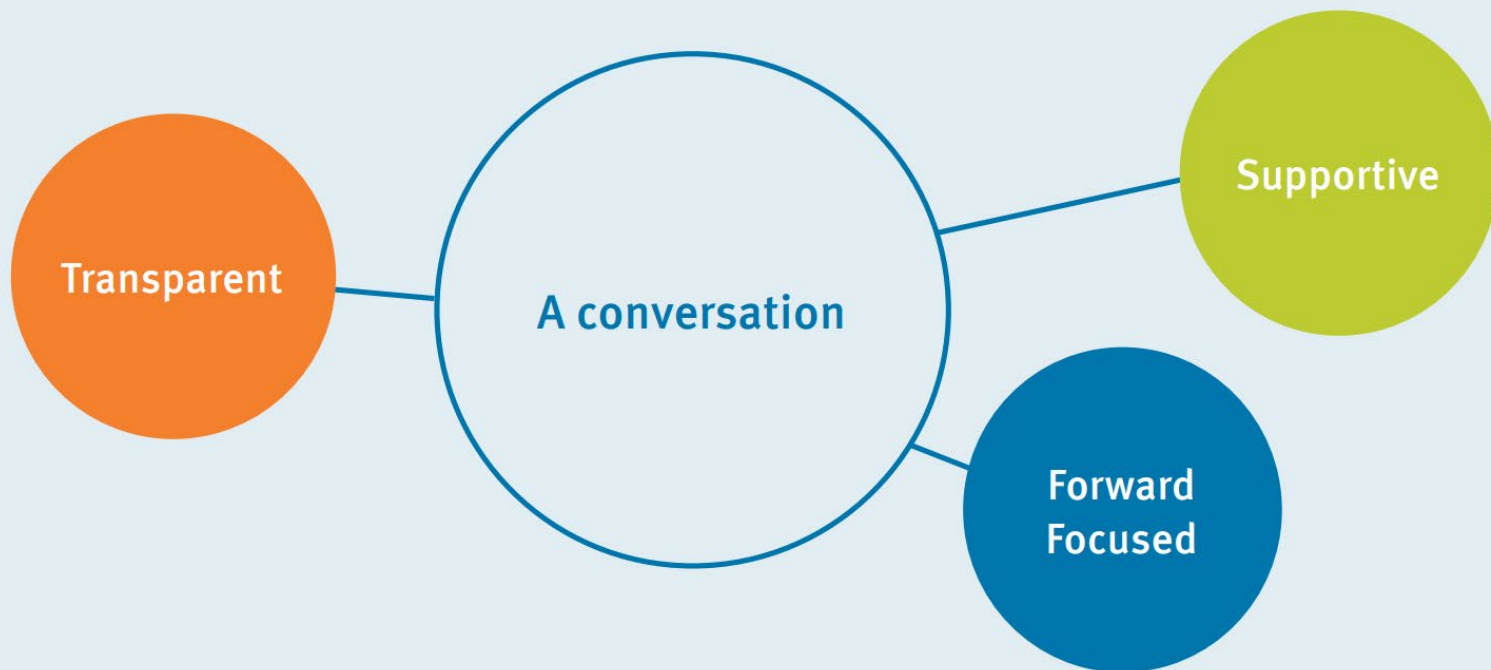 Transparent
A conversation
Supportive
Forward
Focused